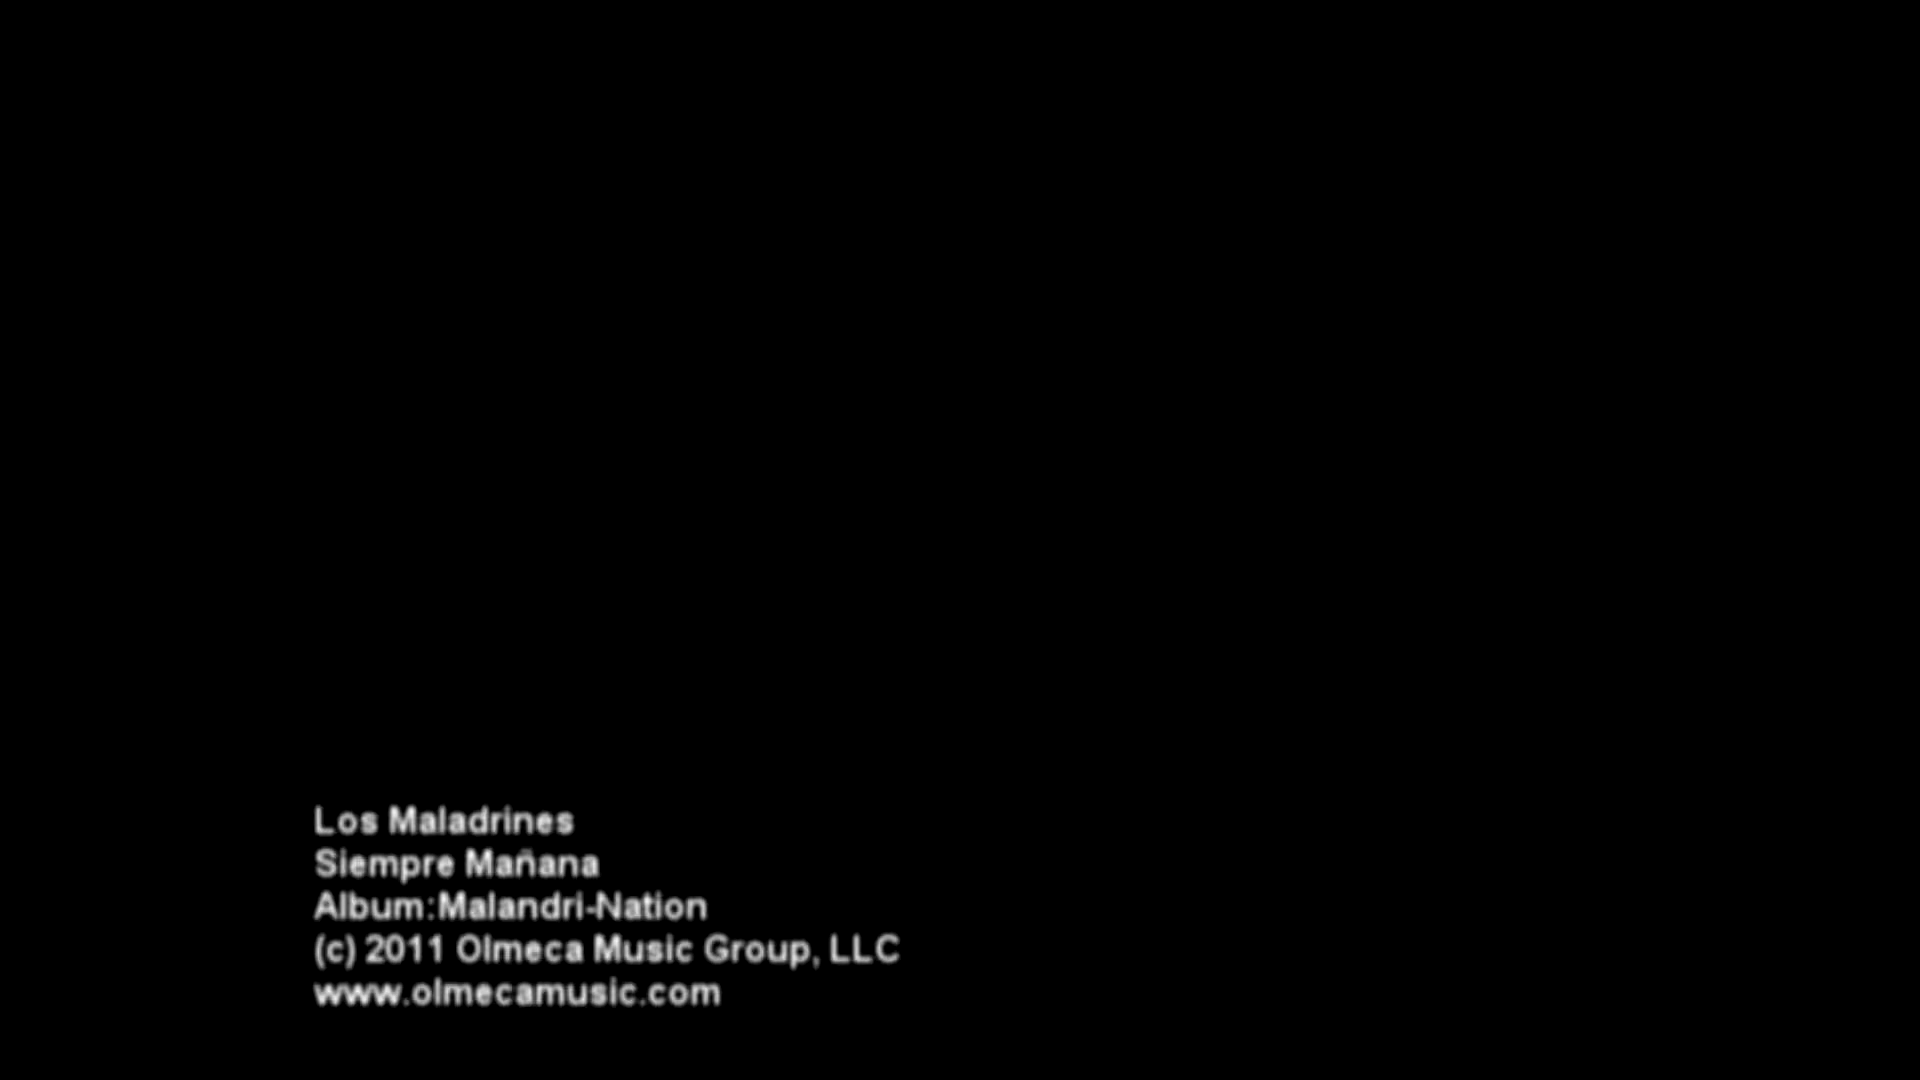 Los Maladrines
Siempre Mañana
Album:Malandri-Nation
(c) 2011 Olmeca Music Group, LLC
www.olmecamusic.com